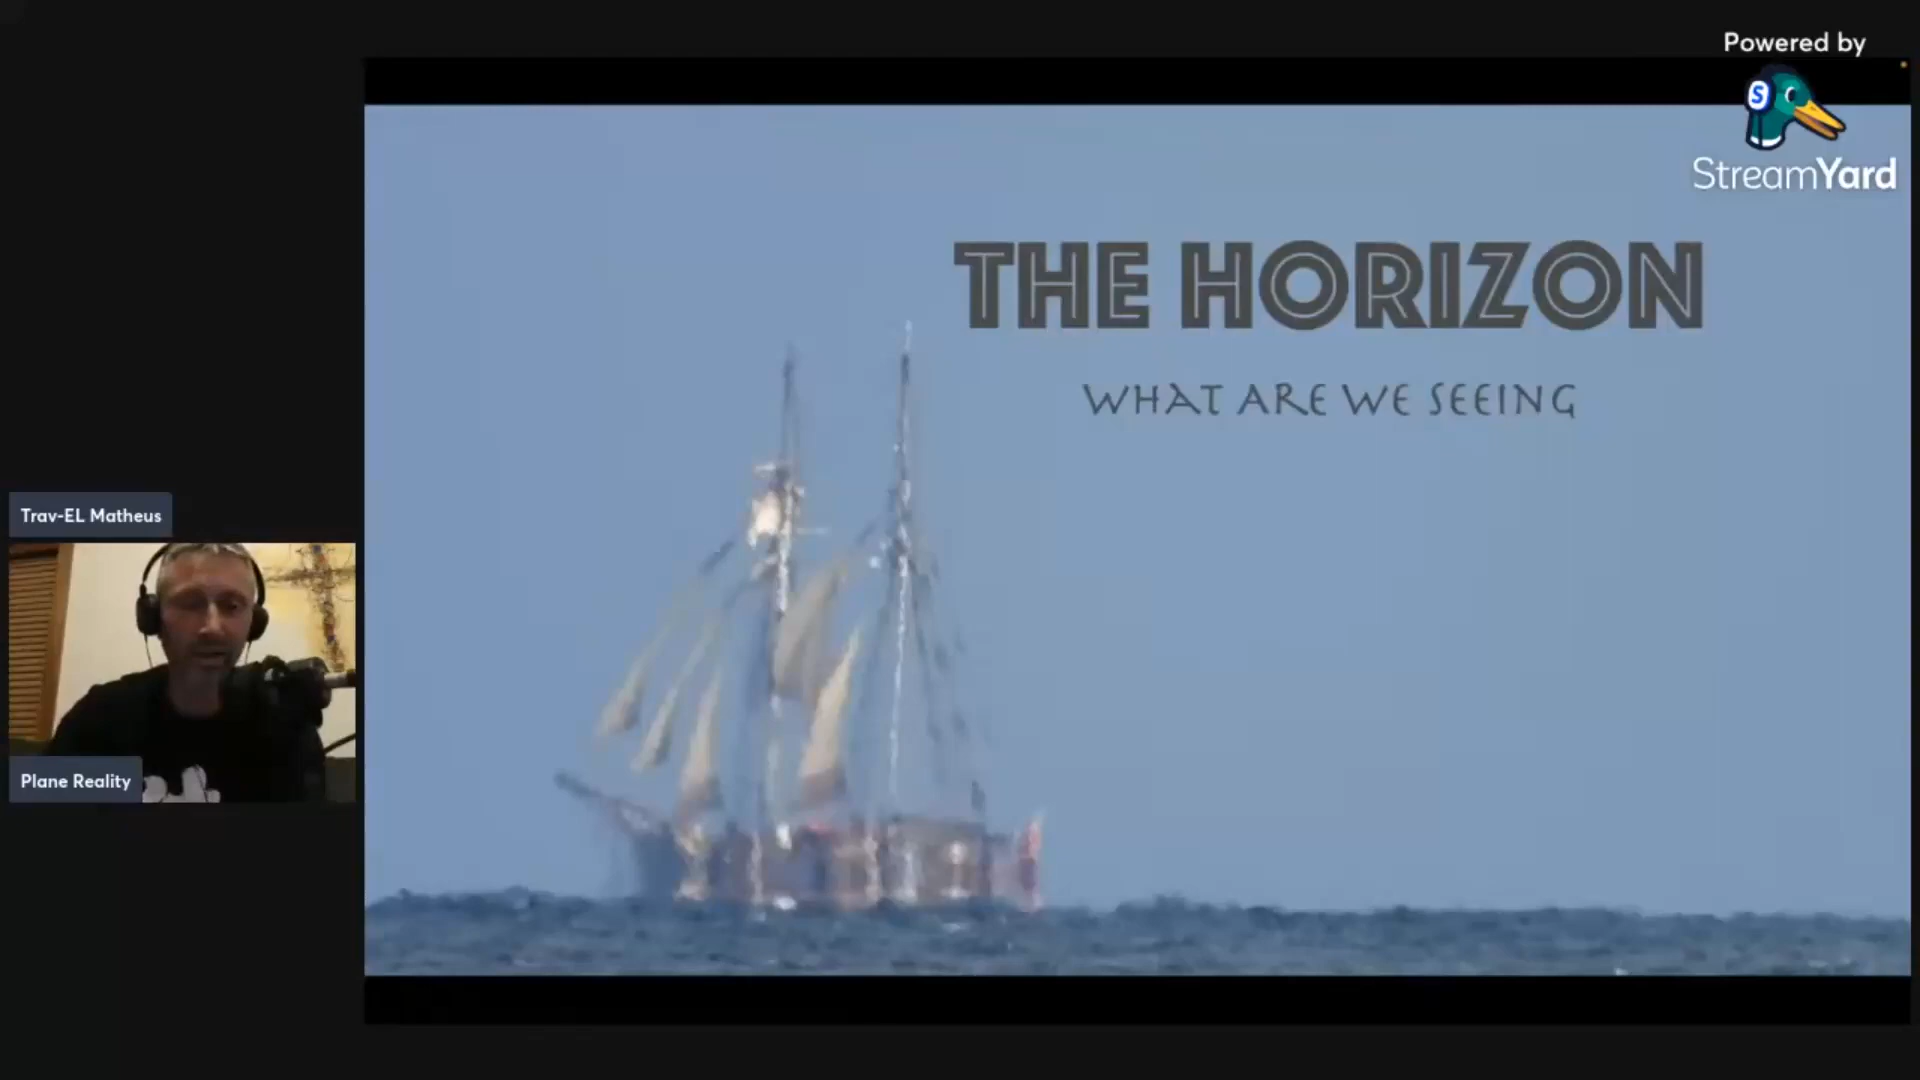 Powered by
S
StreamYard
THE HORIZON
WHAT ARE WE SEEING
Trav-EL Matheus
Plane Reality